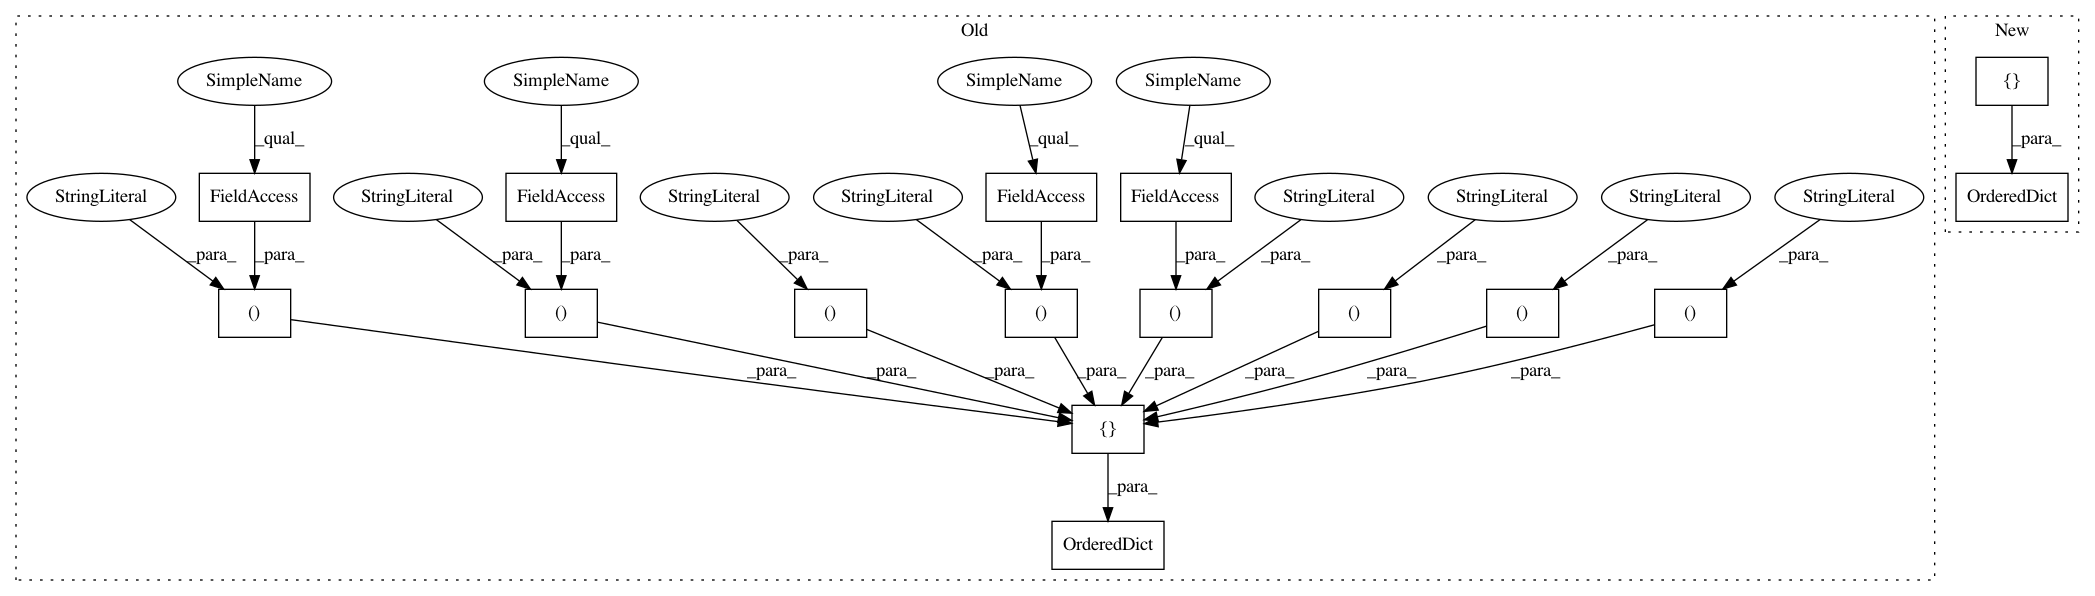 Old
New
SimpleName
SimpleName
SimpleName
SimpleName
{}
_qual_
_qual_
_qual_
_qual_
_para_
StringLiteral
FieldAccess
StringLiteral
FieldAccess
StringLiteral
StringLiteral
FieldAccess
FieldAccess
StringLiteral
StringLiteral
StringLiteral
StringLiteral
OrderedDict
_para_
_para_
_para_
_para_
_para_
_para_
_para_
_para_
_para_
_para_
_para_
_para_
()
()
()
()
()
()
()
()
_para_
_para_
_para_
_para_
_para_
_para_
_para_
_para_
{}
_para_
OrderedDict